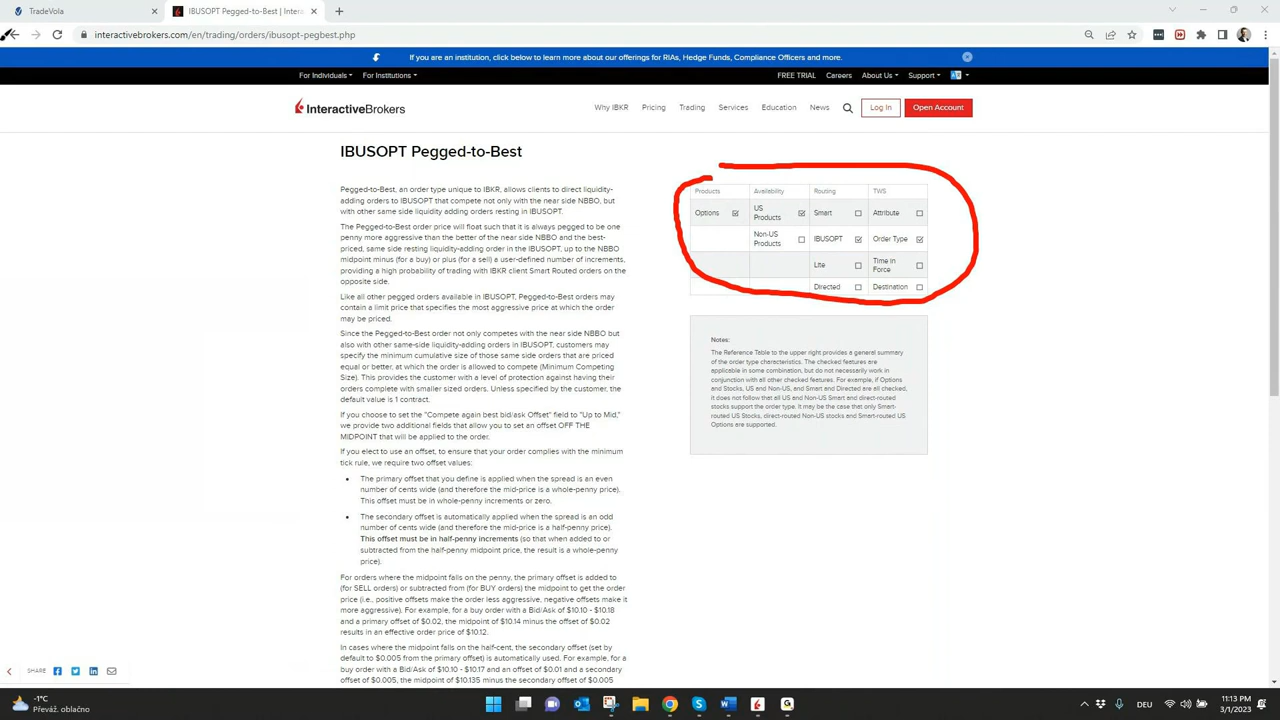 TradeVola
IBUSOPT Pegged-to-Best | Intera
interactivebrokers.com/en/trading/orders/ibusopt-pegbest.php
If you are an institution, click below to learn more about our offerings for RIAs, Hedge Funds, Compliance Officers and more.
For Individuals For Institutions FREE TRIAL Careers About Us Support
InteractiveBrokers Why IBKR Pricing Trading Services Education News Log In Open Account
IBUSOPT Pegged-to-Best
Pegged-to-Best, an order type unique to IBKR, allows clients to direct liquidity-
adding orders to IBUSOPT that compete not only with the near side NBBO, but
with other same side liquidity adding orders resting in IBUSOPT.
The Pegged-to-Best order price will float such that it is always pegged to be one
penny more aggressive than the better of the near side NBBO and the best-
priced, same side resting liquidity-adding order in the IBUSOPT, up to the NBBO
midpoint minus (for a buy) or plus (for a sell) a user-defined number of increments,
providing a high probability of trading with IBKR client Smart Routed orders on the
opposite side.
Like all other pegged orders available in IBUSOPT, Pegged-to-Best orders may
contain a limit price that specifies the most aggressive price at which the order
may be priced.
Since the Pegged-to-Best order not only competes with the near side NBBO but
also with other same-side liquidity-adding orders in IBUSOPT, customers may
specify the minimum cumulative size of those same side orders that are priced
equal or better, at which the order is allowed to compete (Minimum Competing
Size). This provides the customer with a level of protection against having their
orders complete with smaller sized orders. Unless specified by the customer, the
default value is 1 contract.
If you choose to set the "Compete again best bid/ask Offset" field to "Up to Mid,"
we provide two additional fields that allow you to set an offset OFF THE
MIDPOINT that will be applied to the order.
If you elect to use an offset, to ensure that your order complies with the minimum
tick rule, we require two offset values:
• The primary offset that you define is applied when the spread is an even
number of cents wide (and therefore the mid-price is a whole-penny price).
This offset must be in whole-penny increments or zero.
• The secondary offset is automatically applied when the spread is an odd
number of cents wide (and therefore the mid-price is a half-penny price).
This offset must be in half-penny increments (so that when added to or
subtracted from the half-penny midpoint price, the result is a whole-penny
price).
For orders where the midpoint falls on the penny, the primary offset is added to
(for SELL orders) or subtracted from (for BUY orders) the midpoint to get the order
price (i.e., positive offsets make the order less aggressive, negative offsets make it
more aggressive). For example, for a buy order with a Bid/Ask of $10.10 - $10.18
and a primary offset of $0.02, the midpoint of $10.14 minus the offset of $0.02
results in an effective order price of $10.12.
In cases where the midpoint falls on the half-cent, the secondary offset (set by
default to $0.005 from the primary offset) is automatically used. For example, for a
buy order with a Bid/Ask of $10.10 - $10.17 and an offset of $0.01 and a secondary
offset of $0.005, the midpoint of $10.135 minus the secondary offset of $0.005
Products Availability Routing TWS
Options US Products Smart Attribute
Non-US Products IBUSOPT Order Type
Lite Time in Force
Directed Destination
Notes:
The Reference Table to the upper right provides a general summary
of the order type characteristics. The checked features are
applicable in some combination, but do not necessarily work in
conjunction with all other checked features. For example, if Options
and Stocks, US and Non-US, and Smart and Directed are all checked,
it does not follow that all US and Non-US Smart and direct-routed
stocks support the order type. It may be the case that only Smart-
routed US Stocks, direct-routed Non-US stocks and Smart-routed US
Options are supported.
SHARE
-1°C
Převáž. oblačno
DEU
11:13 PM
3/1/2023